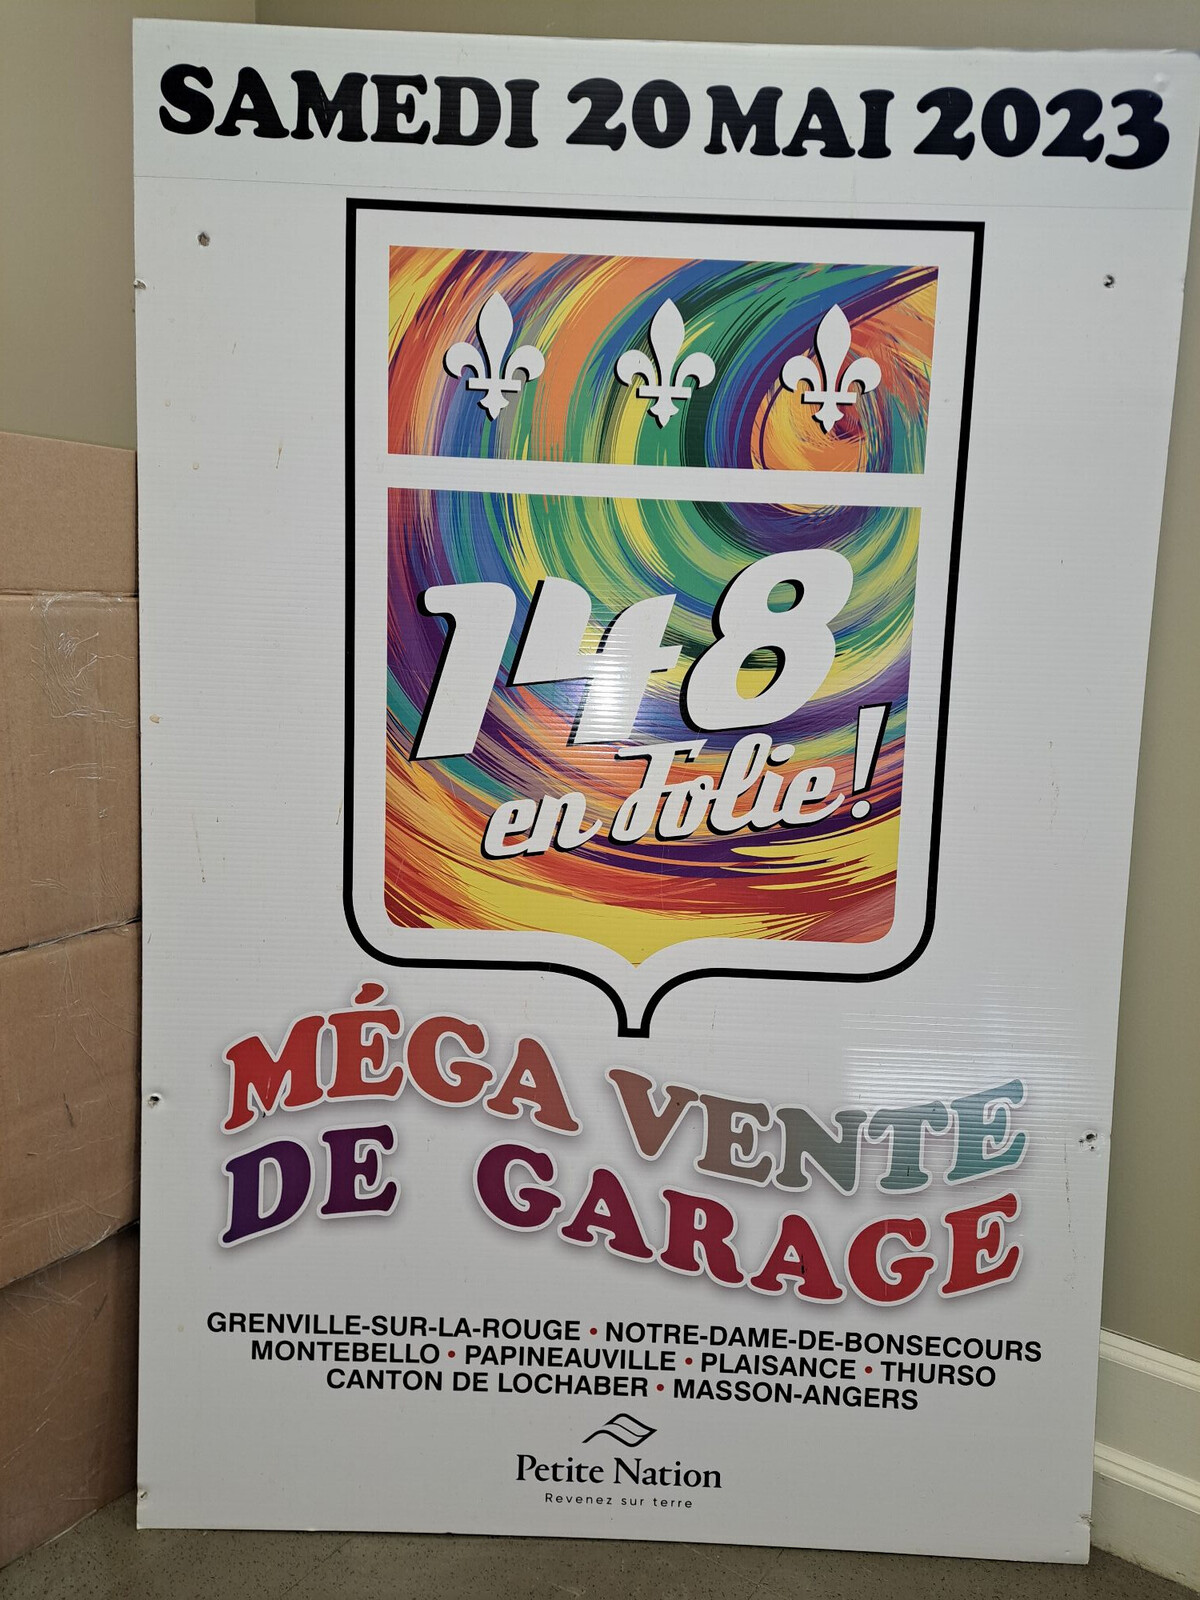 SAMEDI 20 MAI 2023
148
en folie!
MÉGA VENTE
DE GARAGE
GRENVILLE-SUR-LA-ROUGE • NOTRE-DAME-DE-BONSECOURS
MONTEBELLO • PAPINEAUVILLE • PLAISANCE • THURSO
CANTON DE LOCHABER • MASSON-ANGERS
Petite Nation
Revenez sur terre